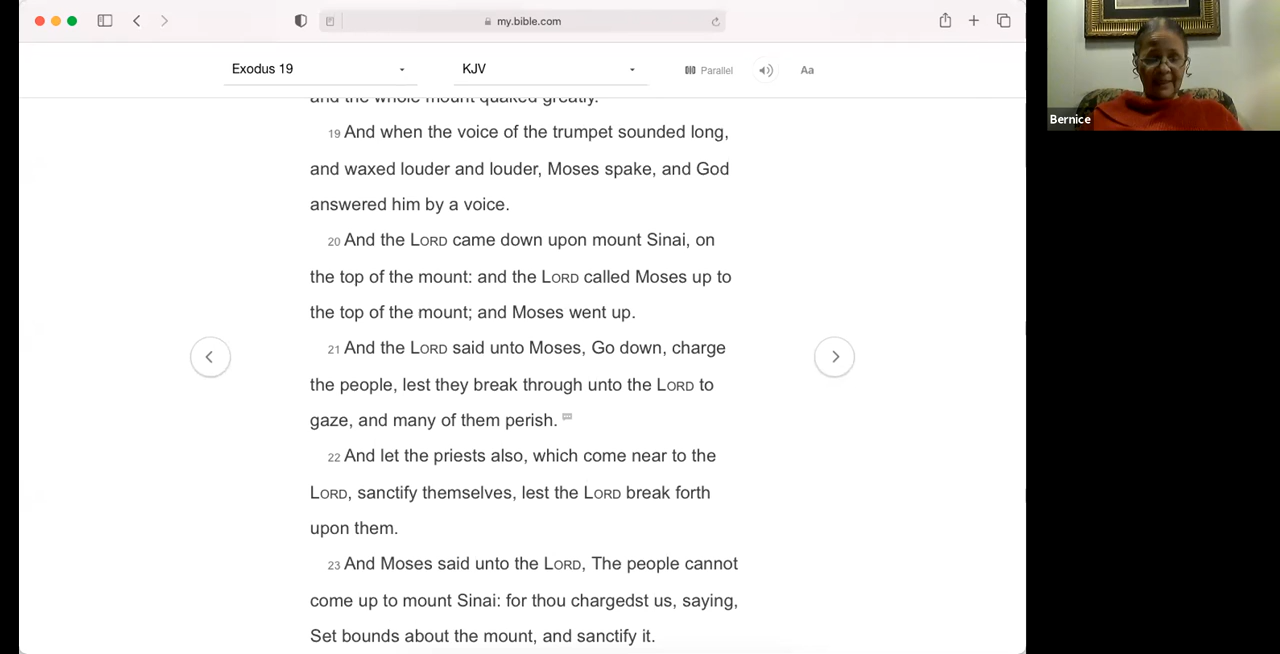 my.bible.com
Exodus 19
KJV
Parallel
Aa
and the whole mount quaked greatly.
19 And when the voice of the trumpet sounded long,
and waxed louder and louder, Moses spake, and God
answered him by a voice.
20 And the LORD came down upon mount Sinai, on
the top of the mount: and the LORD called Moses up to
the top of the mount; and Moses went up.
21 And the LORD said unto Moses, Go down, charge
the people, lest they break through unto the LORD to
gaze, and many of them perish.
22 And let the priests also, which come near to the
LORD, sanctify themselves, lest the LORD break forth
upon them.
23 And Moses said unto the LORD, The people cannot
come up to mount Sinai: for thou chargedst us, saying,
Set bounds about the mount, and sanctify it.
Bernice